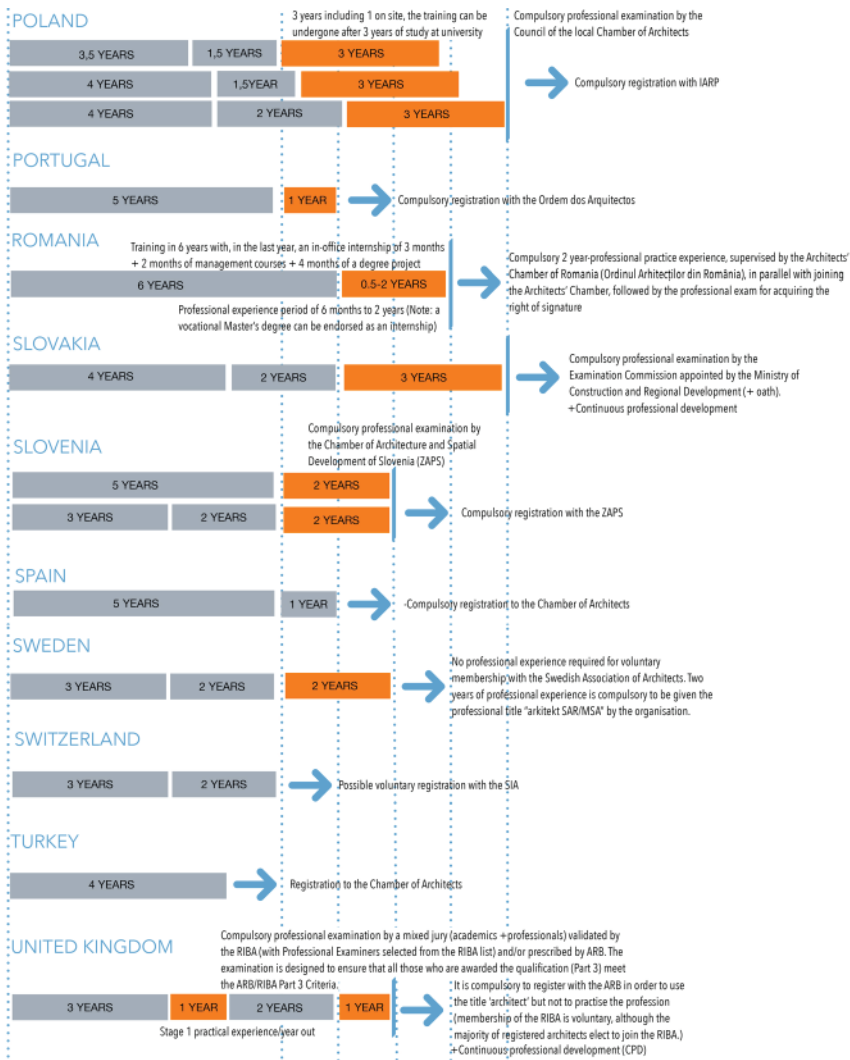 POLAND
3 years including 1 on site, the training can be
undergone after 3 years of study at university
Compulsory professional examination by the
Council of the local Chamber of Architects
3,5 YEARS 1,5 YEARS 3 YEARS
4 YEARS 1,5YEAR 3 YEARS
Compulsory registration with IARP
4 YEARS 2 YEARS 3 YEARS
PORTUGAL
5 YEARS 1 YEAR
Compulsory registration with the Ordem dos Arquitectos
ROMANIA
Training in 6 years with, in the last year, an in-office internship of 3 months
+ 2 months of management courses + 4 months of a degree project
6 YEARS 0.5-2 YEARS
Professional experience period of 6 months to 2 years (Note: a
vocational Master's degree can be endorsed as an internship)
Compulsory 2 year-professional practice experience, supervised by the Architects'
Chamber of Romania (Ordinul Arhitecților din România), in parallel with joining
the Architects' Chamber, followed by the professional exam for acquiring the
right of signature
SLOVAKIA
4 YEARS 2 YEARS 3 YEARS
Compulsory professional examination by the
Examination Commission appointed by the Ministry of
Construction and Regional Development (+ oath).
+Continuous professional development
SLOVENIA
Compulsory professional examination by
the Chamber of Architecture and Spatial
Development of Slovenia (ZAPS)
5 YEARS 2 YEARS
3 YEARS 2 YEARS 2 YEARS
Compulsory registration with the ZAPS
SPAIN
5 YEARS 1 YEAR
-Compulsory registration to the Chamber of Architects
SWEDEN
3 YEARS 2 YEARS 2 YEARS
No professional experience required for voluntary
membership with the Swedish Association of Architects. Two
years of professional experience is compulsory to be given the
professional title "arkitekt SAR/MSA" by the organisation.
SWITZERLAND
3 YEARS 2 YEARS
Possible voluntary registration with the SIA
TURKEY
4 YEARS
Registration to the Chamber of Architects
UNITED KINGDOM
Compulsory professional examination by a mixed jury (academics +professionals) validated by
the RIBA (with Professional Examiners selected from the RIBA list) and/or prescribed by ARB. The
examination is designed to ensure that all those who are awarded the qualification (Part 3) meet
the ARB/RIBA Part 3 Criteria.
3 YEARS 1 YEAR 2 YEARS 1 YEAR
Stage 1 practical experience/year out
It is compulsory to register with the ARB in order to use
the title 'architect' but not to practise the profession
(membership of the RIBA is voluntary, although the
majority of registered architects elect to join the RIBA.)
+Continuous professional development (CPD)